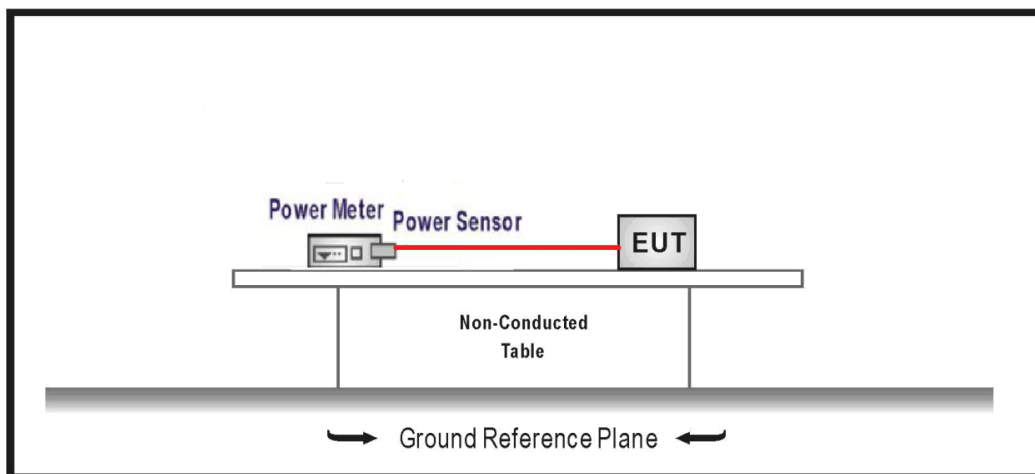 Power Meter
Power Sensor
EUT
Non-Conducted
Table
Ground Reference Plane